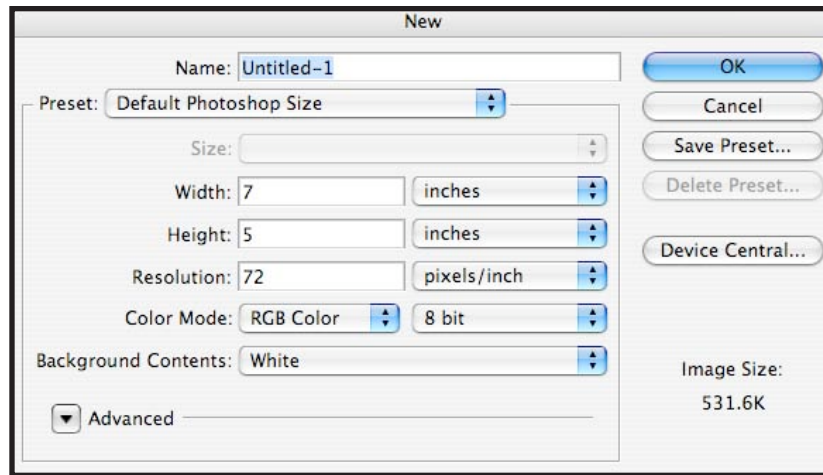 New
Name: Untitled-1
OK
Preset: Default Photoshop Size
Cancel
Size:
Save Preset...
Width: 7 inches
Delete Preset...
Height: 5 inches
Device Central...
Resolution: 72 pixels/inch
Color Mode: RGB Color 8 bit
Background Contents: White
Image Size:
531.6K
Advanced